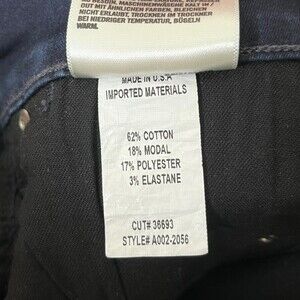 OUT MIT ÄHNLICHEN FARBEN, BLEICHEN
NICHT ERLAUBT, TROCKNEN IM TROCKNER
BEI NIEDRIGER TEMPERATUR, BÜGELN
WARM.
MADE IN U.S.A
IMPORTED MATERIALS
62% COTTON
18% MODAL
17% POLYESTER
3% ELASTANE
CUT# 36693
STYLE# A002-2056